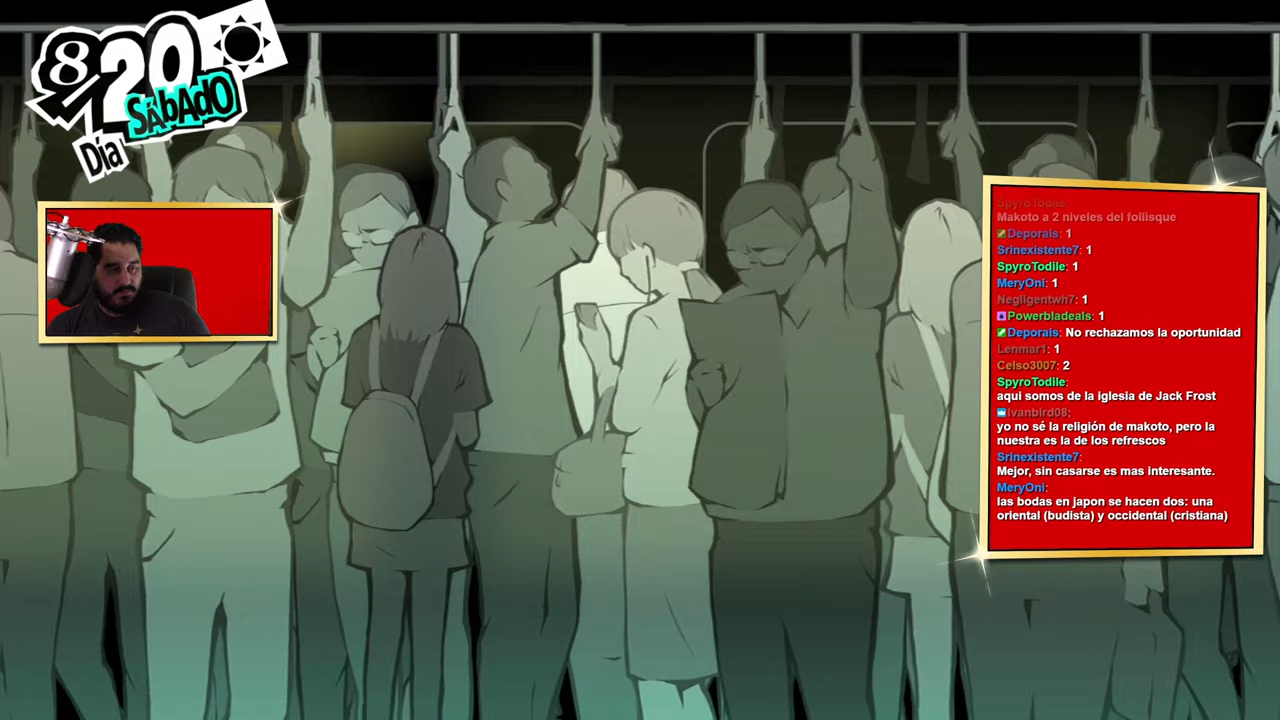 8/20
Sábado
Día
SpyroTodile:
Makoto a 2 niveles del follisque
Deporais: 1
Srinexistente7: 1
SpyroTodile: 1
MeryOni: 1
Negligentwh7: 1
Powerbladeals: 1
Deporais: No rechazamos la oportunidad
Lenmar1: 1
Celso3007: 2
SpyroTodile:
aqui somos de la iglesia de Jack Frost
Ivanbird08:
yo no sé la religión de makoto, pero la
nuestra es la de los refrescos
Srinexistente7:
Mejor, sin casarse es mas interesante.
MeryOni:
las bodas en japon se hacen dos: una
oriental (budista) y occidental (cristiana)